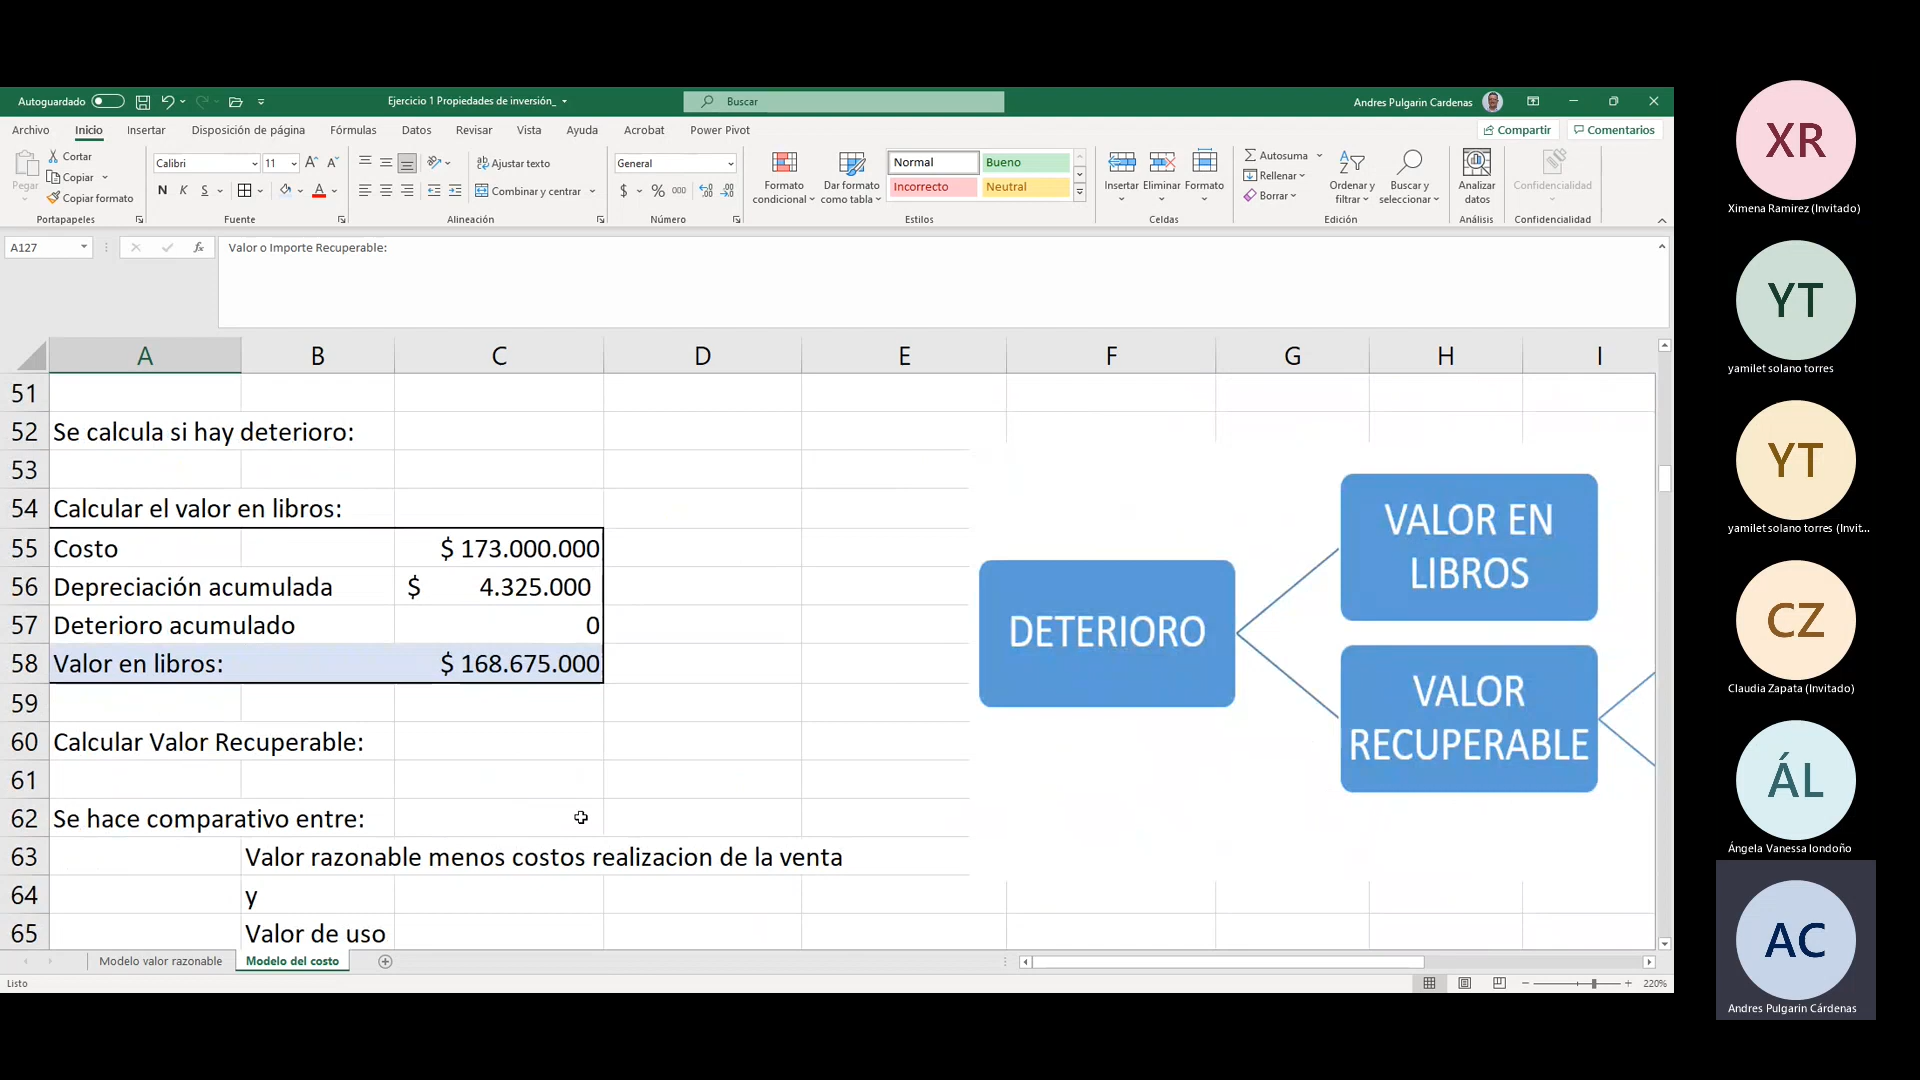 Autoguardado
Ejercicio 1 Propiedades de inversión_
Buscar
Andres Pulgarin Cardenas
Archivo Inicio Insertar Disposición de página Fórmulas Datos Revisar Vista Ayuda Acrobat Power Pivot
Compartir Comentarios
Pegar
Cortar
Copiar
Copiar formato
Portapapeles
Calibri 11
N K S
Fuente
Ajustar texto
Combinar y centrar
Alineación
General
$ % 000
Número
Formato condicional
Dar formato como tabla
Normal Bueno
Incorrecto Neutral
Estilos
Insertar Eliminar Formato
Celdas
Autosuma
Rellenar
Borrar
Ordenar y filtrar
Buscar y seleccionar
Edición
Analizar datos
Análisis
Confidencialidad
Confidencialidad
A127
fx
Valor o Importe Recuperable:
A B C D E F G H I
51
52 Se calcula si hay deterioro:
53
54 Calcular el valor en libros:
55 Costo $ 173.000.000
56 Depreciación acumulada $ 4.325.000
57 Deterioro acumulado 0
58 Valor en libros: $ 168.675.000
59
60 Calcular Valor Recuperable:
61
62 Se hace comparativo entre:
63 Valor razonable menos costos realizacion de la venta
64 y
65 Valor de uso
DETERIORO
VALOR EN
LIBROS
VALOR
RECUPERABLE
Modelo valor razonable Modelo del costo
Listo
220%
XR
Ximena Ramirez (Invitado)
YT
yamilet solano torres
YT
yamilet solano torres (Invit...
CZ
Claudia Zapata (Invitado)
ÁL
Ángela Vanessa londoño
AC
Andres Pulgarin Cárdenas